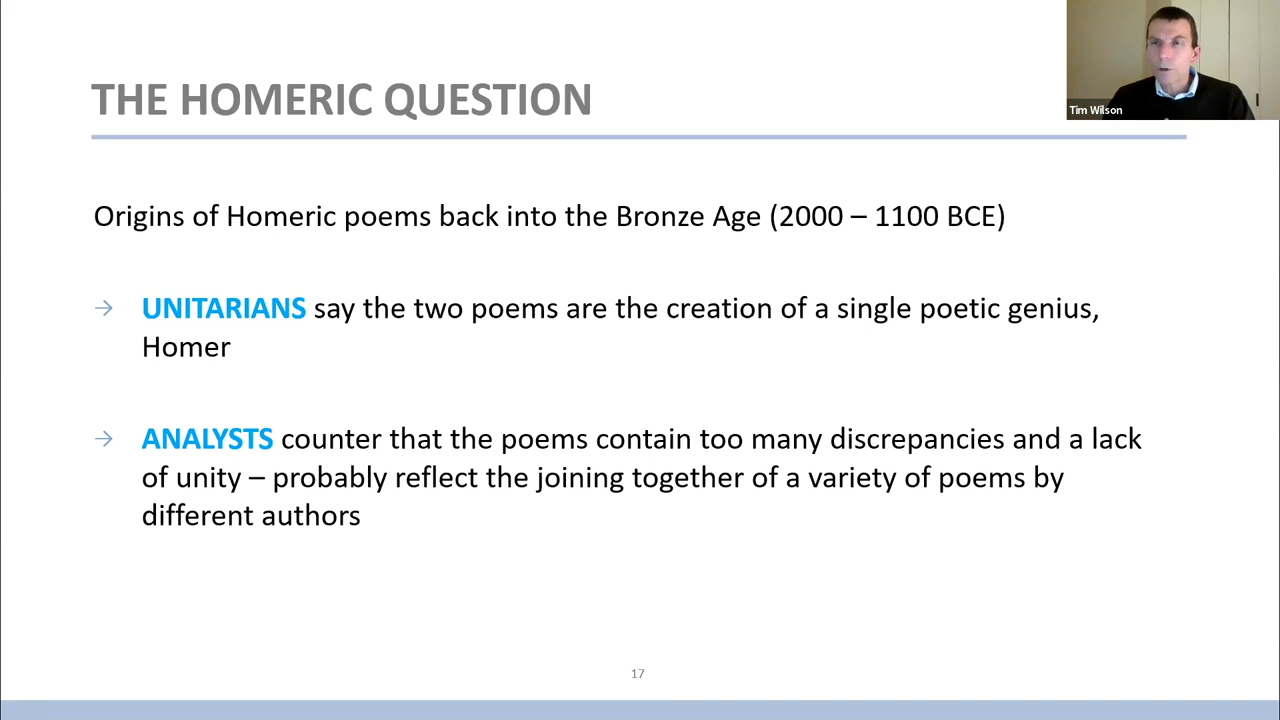 THE HOMERIC QUESTION
Tim Wilson
Origins of Homeric poems back into the Bronze Age (2000 – 1100 BCE)
→ UNITARIANS say the two poems are the creation of a single poetic genius,
Homer
→ ANALYSTS counter that the poems contain too many discrepancies and a lack
of unity – probably reflect the joining together of a variety of poems by
different authors
17